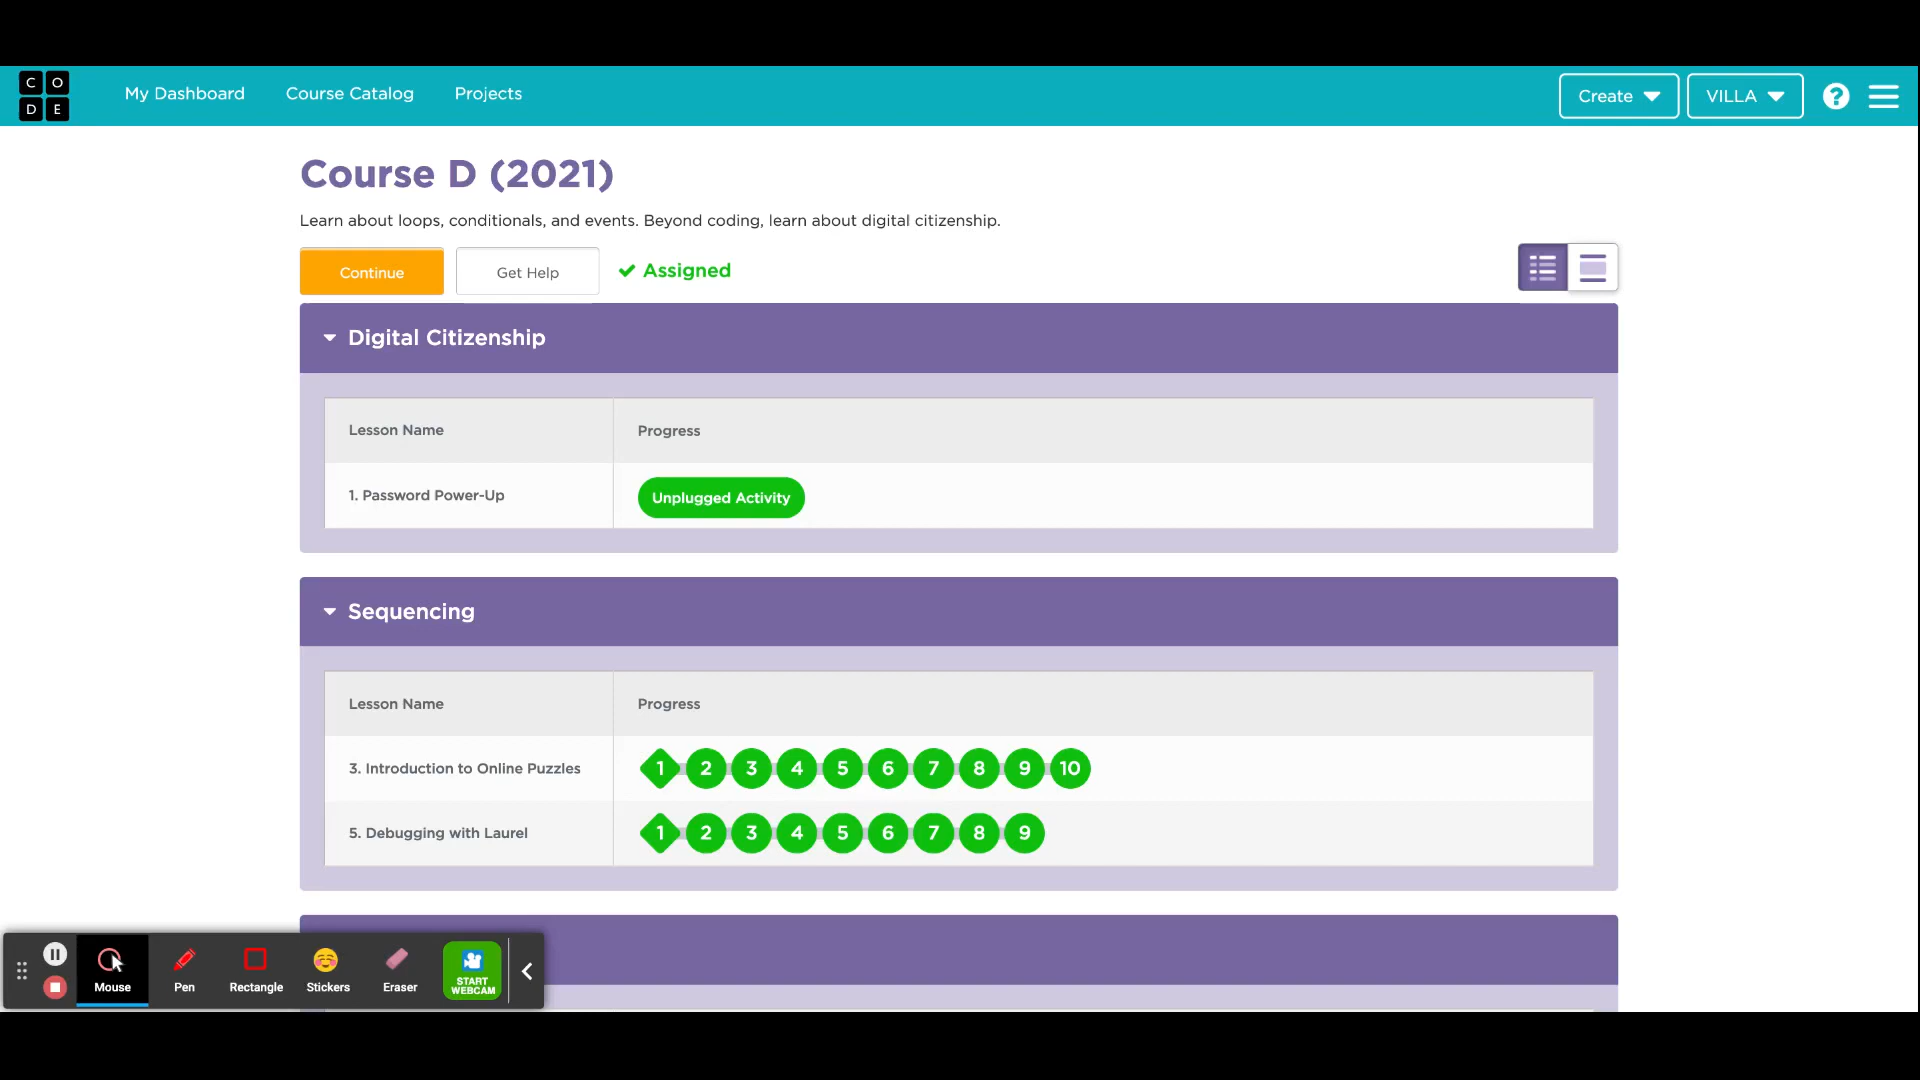 C O
D E
My Dashboard
Course Catalog
Projects
Create
VILLA
?
Course D (2021)
Learn about loops, conditionals, and events. Beyond coding, learn about digital citizenship.
Continue
Get Help
Assigned
Digital Citizenship
Lesson Name
Progress
1. Password Power-Up
Unplugged Activity
Sequencing
Lesson Name
Progress
3. Introduction to Online Puzzles
1 2 3 4 5 6 7 8 9 10
5. Debugging with Laurel
1 2 3 4 5 6 7 8 9
Mouse
Pen
Rectangle
Stickers
Eraser
START
WEBCAM